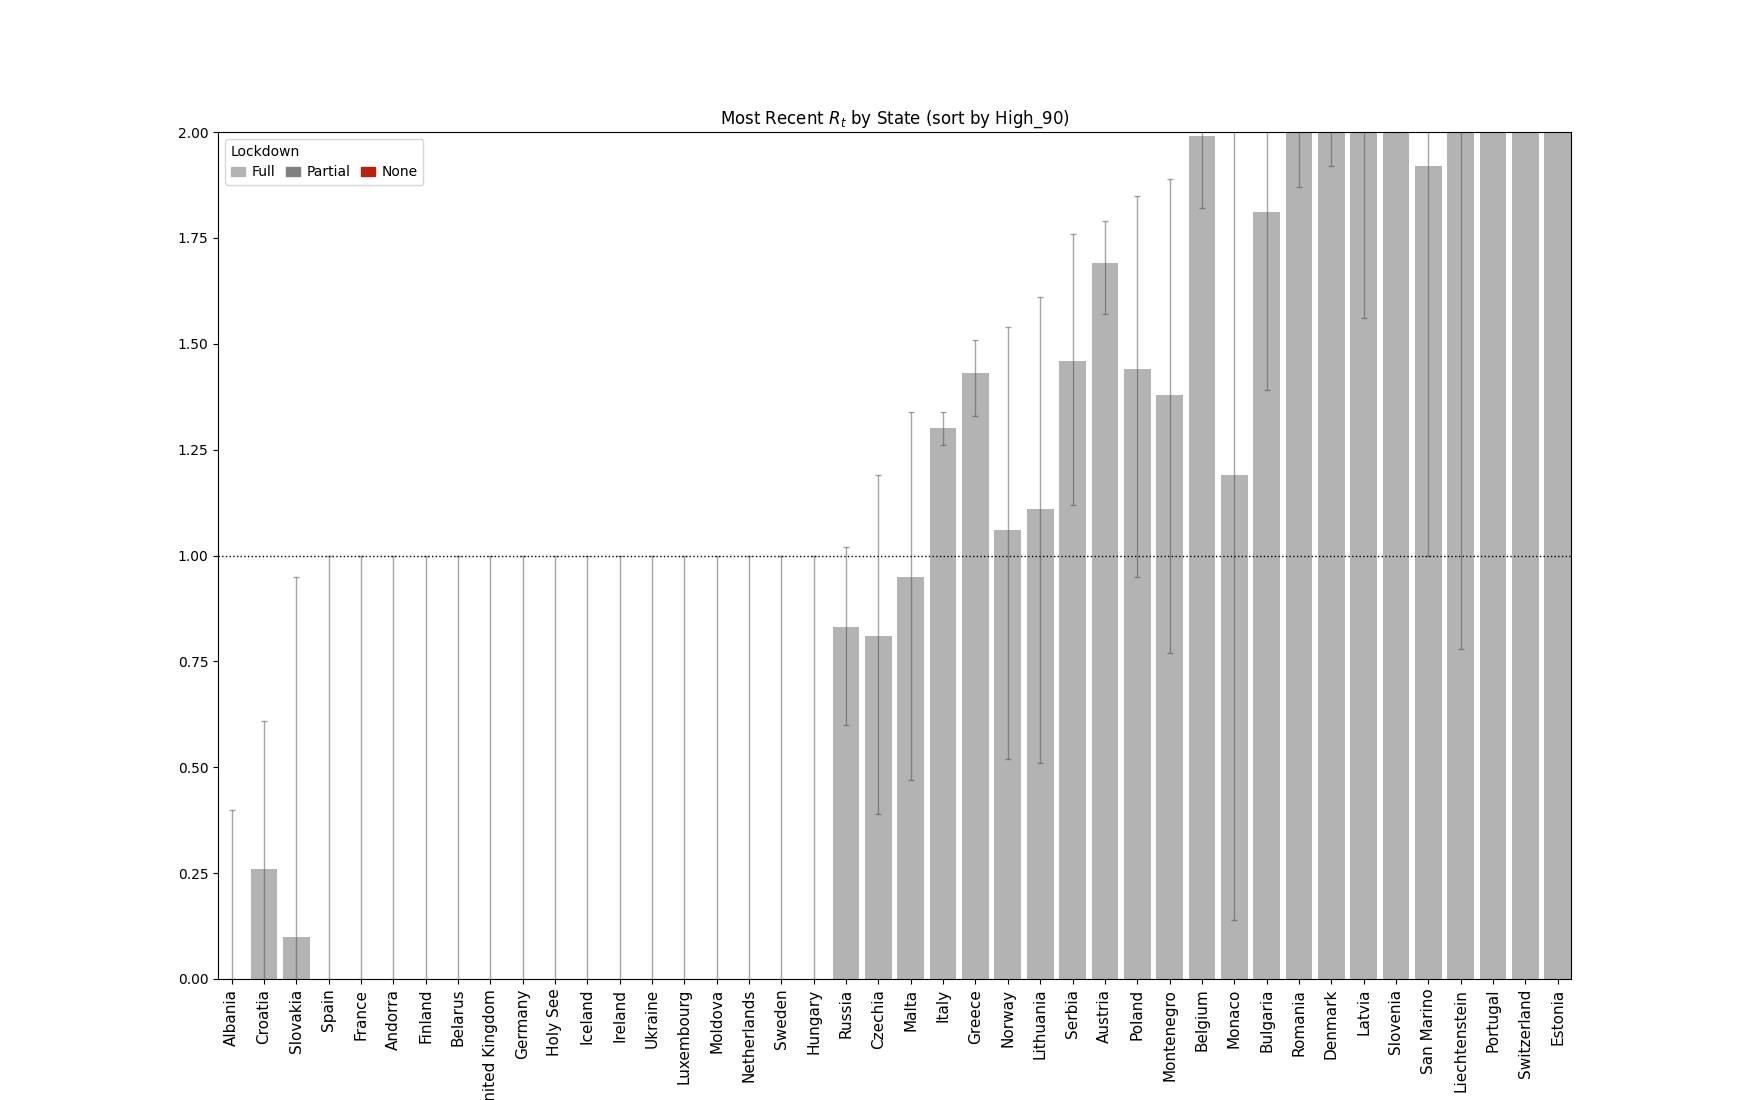 Most Recent R_t by State (sort by High_90)
Lockdown
Full Partial None
2.00
1.75
1.50
1.25
1.00
0.75
0.50
0.25
0.00
Albania
Croatia
Slovakia
Spain
France
Andorra
Finland
Belarus
nited Kingdom
Germany
Holy See
Iceland
Ireland
Ukraine
Luxembourg
Moldova
Netherlands
Sweden
Hungary
Russia
Czechia
Malta
Italy
Greece
Norway
Lithuania
Serbia
Austria
Poland
Montenegro
Belgium
Monaco
Bulgaria
Romania
Denmark
Latvia
Slovenia
San Marino
Liechtenstein
Portugal
Switzerland
Estonia